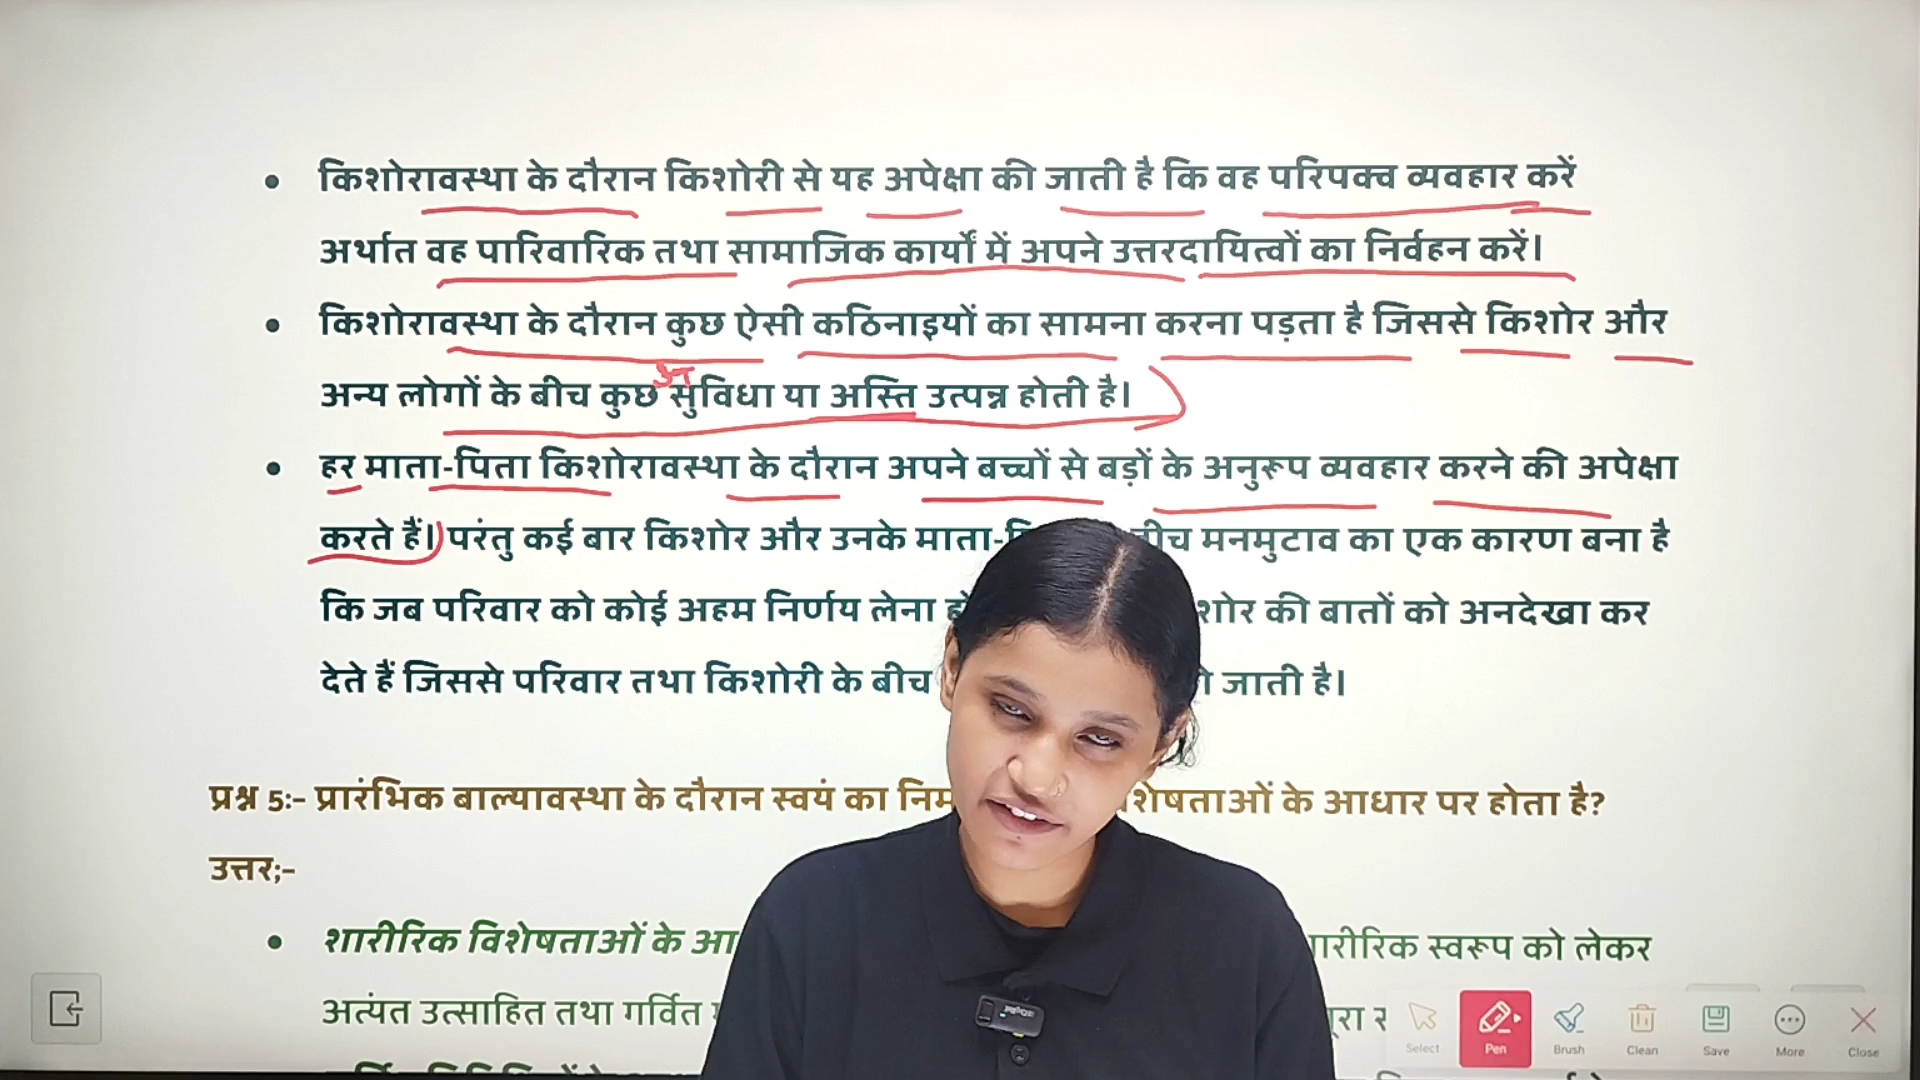 • किशोरावस्था के दौरान किशोरी से यह अपेक्षा की जाती है कि वह परिपक्व व्यवहार करें
अर्थात वह पारिवारिक तथा सामाजिक कार्यों में अपने उत्तरदायित्वों का निर्वहन करें।
• किशोरावस्था के दौरान कुछ ऐसी कठिनाइयों का सामना करना पड़ता है जिससे किशोर और
अ
अन्य लोगों के बीच कुछ सुविधा या अस्ति उत्पन्न होती है।
• हर माता-पिता किशोरावस्था के दौरान अपने बच्चों से बड़ों के अनुरूप व्यवहार करने की अपेक्षा
करते हैं। परंतु कई बार किशोर और उनके माता- बीच मनमुटाव का एक कारण बना है
कि जब परिवार को कोई अहम निर्णय लेना की बातों को अनदेखा कर
देते हैं जिससे परिवार तथा किशोरी के बीच जाती है।
प्रश्न 5:- प्रारंभिक बाल्यावस्था के दौरान स्वयं का के आधार पर होता है?
उत्तर;-
• शारीरिक विशेषताओं के स्वरूप को लेकर
अत्यंत उत्साहित तथा गर्वित
Select Pen Brush Clean Save More Close